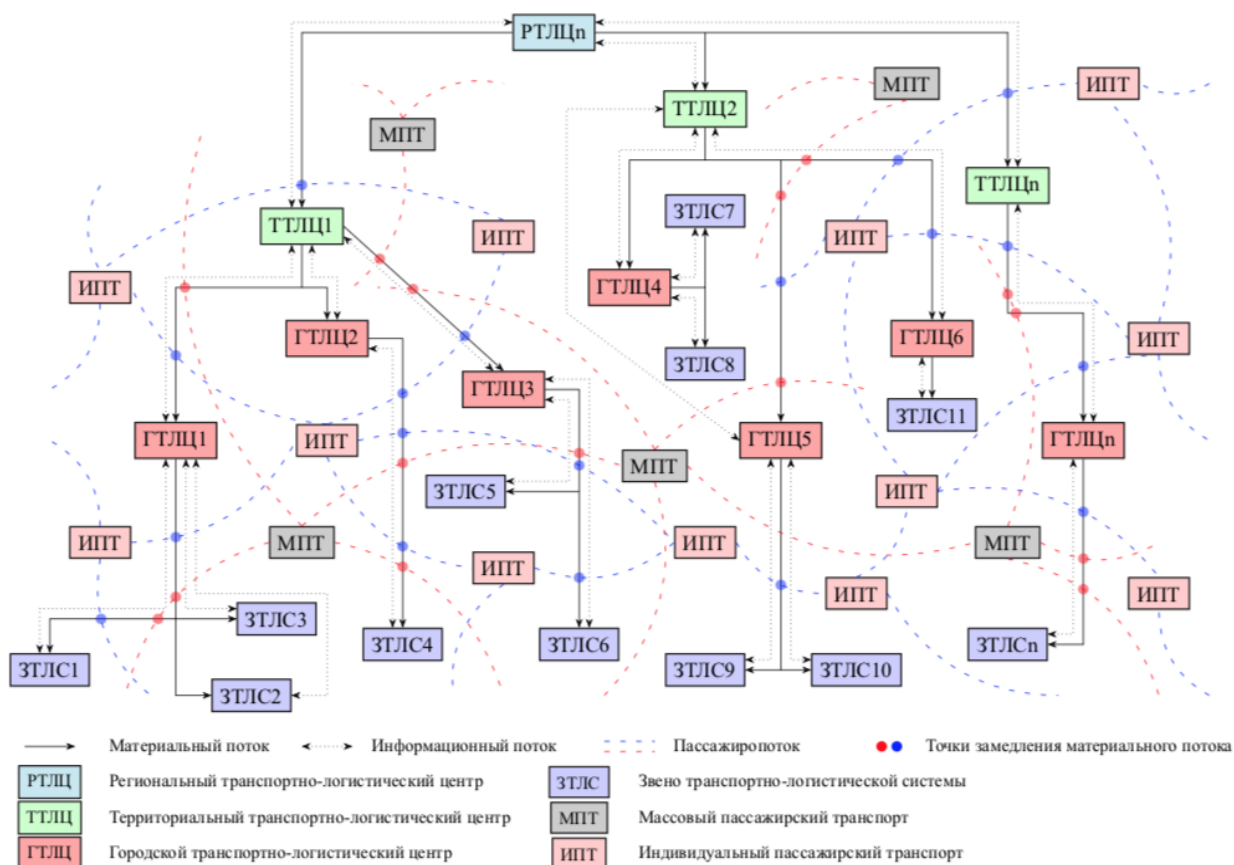 РТЛЦn
МПТ
ИПТ
МПТ
ТТЛЦ2
ТТЛЦn
ЗТЛС7
ТТЛЦ1
ИПТ
ИПТ
ИПТ
ГТЛЦ4
ГТЛЦ2
ГТЛЦ6
ИПТ
ЗТЛС8
ГТЛЦ3
ЗТЛС11
ГТЛЦ1
ИПТ
ГТЛЦ5
ГТЛЦn
МПТ
ЗТЛС5
ИПТ
ИПТ
МПТ
ИПТ
МПТ
ИПТ
ИПТ
ИПТ
ЗТЛС3
ЗТЛС4
ЗТЛС6
ЗТЛСn
ЗТЛС1
ЗТЛС9
ЗТЛС10
ЗТЛС2
Материальный поток
Информационный поток
Пассажиропоток
Точки замедления материального потока
РТЛЦ Региональный транспортно-логистический центр
ЗТЛС Звено транспортно-логистической системы
ТТЛЦ Территориальный транспортно-логистический центр
МПТ Массовый пассажирский транспорт
ГТЛЦ Городской транспортно-логистический центр
ИПТ Индивидуальный пассажирский транспорт